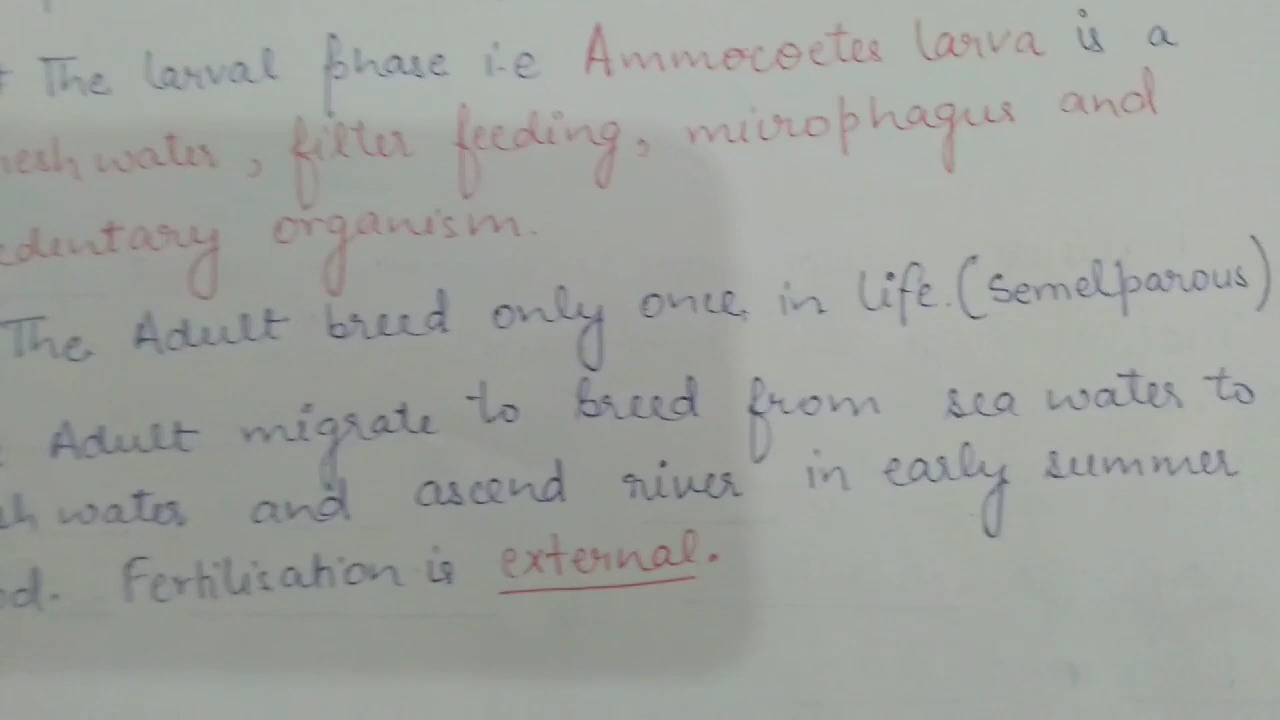 The larval phase i.e Ammocoetes larva is a
water, filter feeding, microphagus and
organism.
The Adult breed only once in life. (Semelparous)
Adult migrate to breed from sea water to
water and ascend river in early summer
Fertilisation is external.